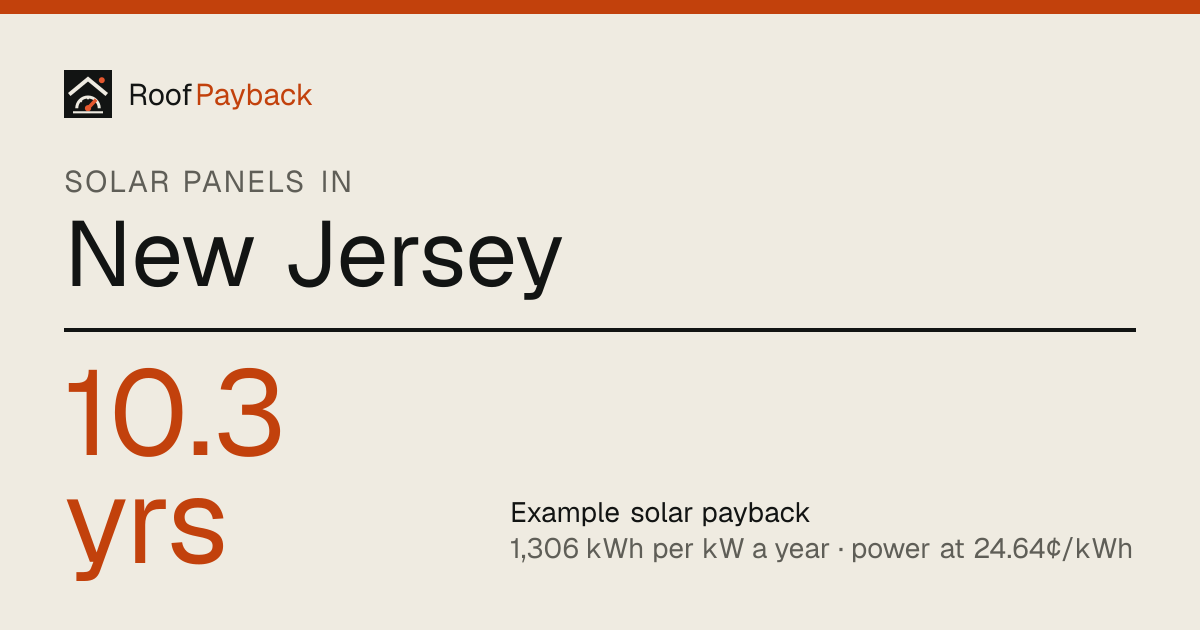 RoofPayback
SOLAR PANELS IN
New Jersey
10.3
yrs
Example solar payback
1,306 kWh per kW a year · power at 24.64¢/kWh